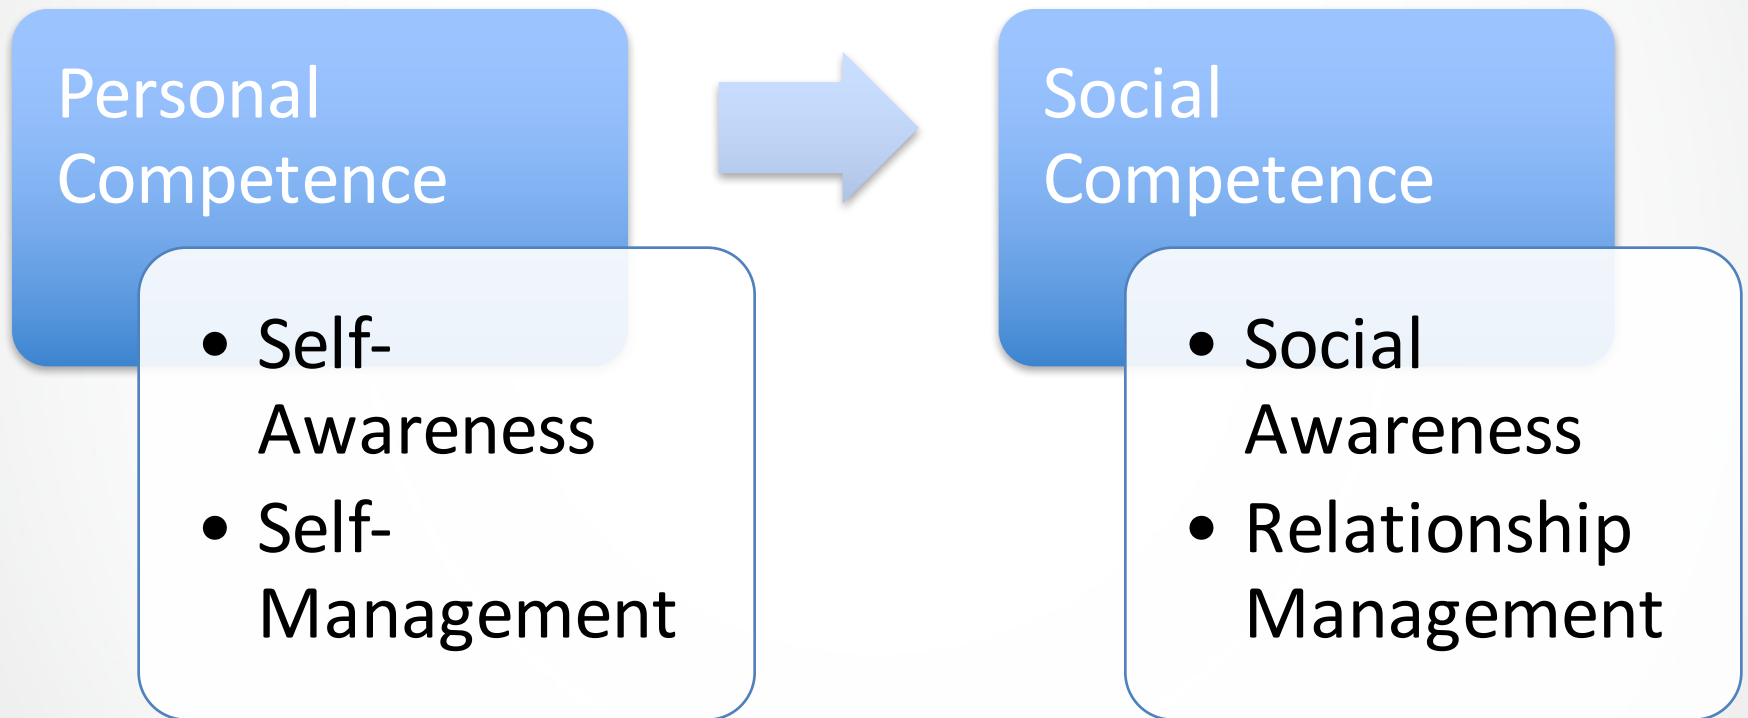 Personal
Competence
• Self-
Awareness
• Self-
Management
Social
Competence
• Social
Awareness
• Relationship
Management